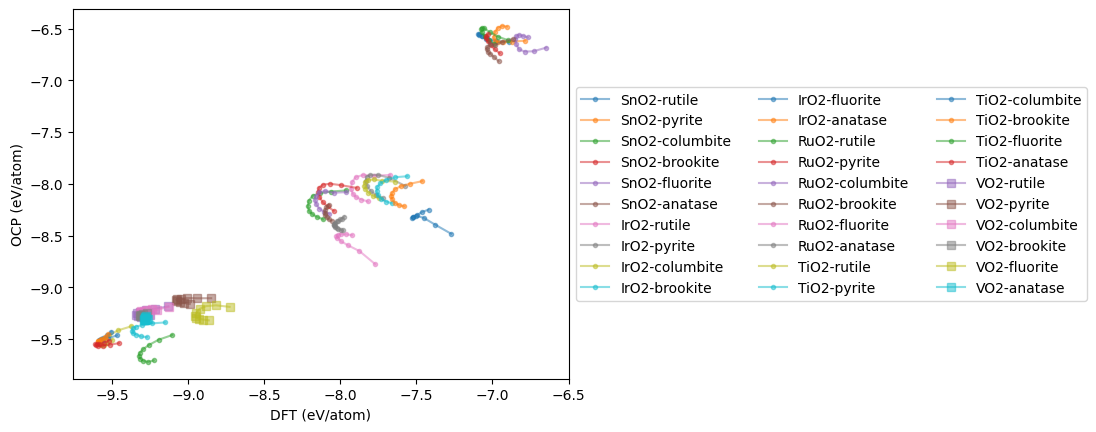 −6.5
−7.0
−7.5
−8.0
−8.5
−9.0
−9.5
OCP (eV/atom)
−9.5 −9.0 −8.5 −8.0 −7.5 −7.0 −6.5
DFT (eV/atom)
SnO2-rutile
SnO2-pyrite
SnO2-columbite
SnO2-brookite
SnO2-fluorite
SnO2-anatase
IrO2-rutile
IrO2-pyrite
IrO2-columbite
IrO2-brookite
IrO2-fluorite
IrO2-anatase
RuO2-rutile
RuO2-pyrite
RuO2-columbite
RuO2-brookite
RuO2-fluorite
RuO2-anatase
TiO2-rutile
TiO2-pyrite
TiO2-columbite
TiO2-brookite
TiO2-fluorite
TiO2-anatase
VO2-rutile
VO2-pyrite
VO2-columbite
VO2-brookite
VO2-fluorite
VO2-anatase